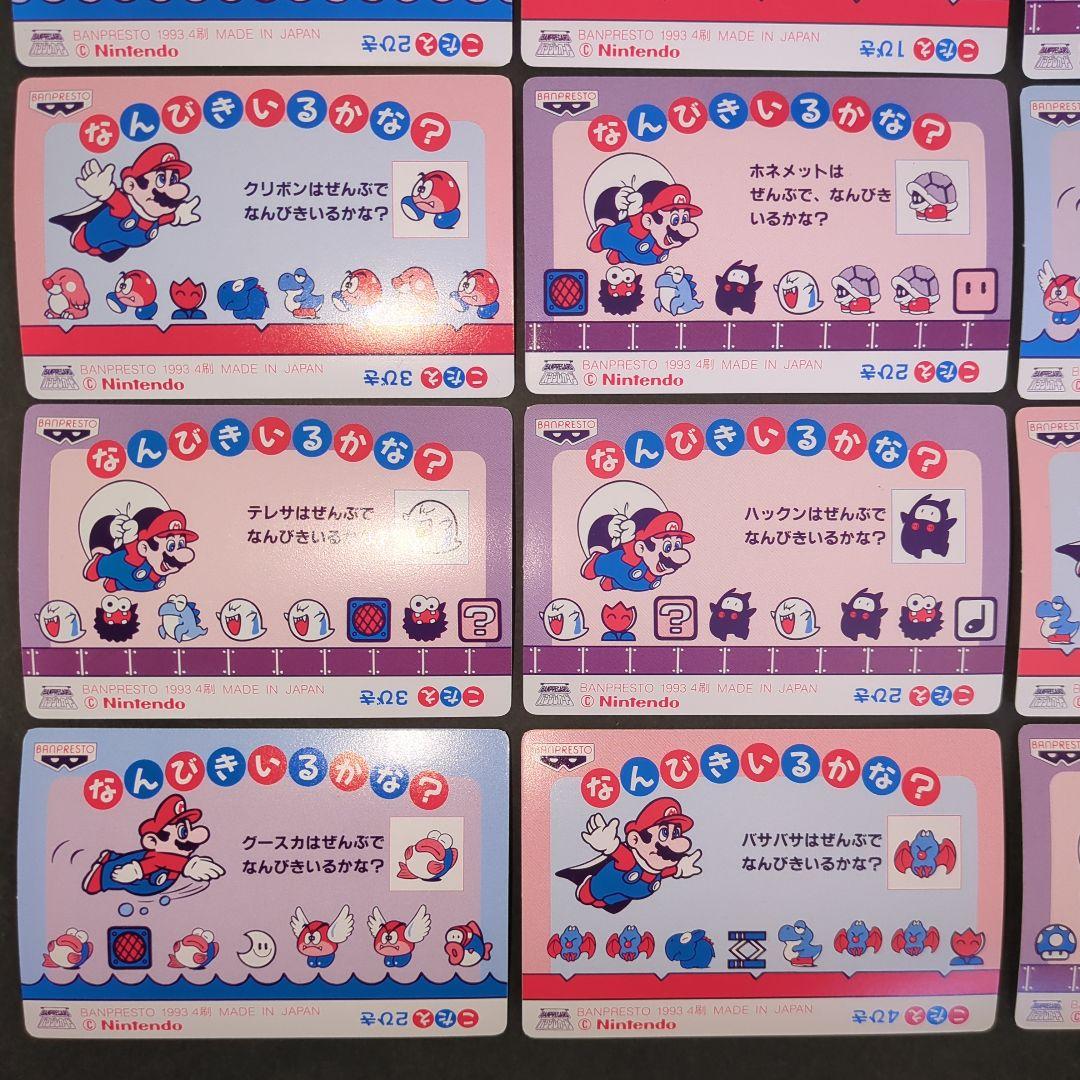 BANPRESTO 1993 4刷 MADE IN JAPAN
© Nintendo
こたえ 2ひき
BANPRESTO 1993 4刷 MADE IN JAPAN
© Nintendo
こたえ 1ぴき
BANPRESTO
なんびきいるかな?
クリボンはぜんぶで
なんびきいるかな?
BANPRESTO 1993 4刷 MADE IN JAPAN
© Nintendo
こたえ 3びき
BANPRESTO
なんびきいるかな?
ホネメットは
ぜんぶで、なんびき
いるかな?
BANPRESTO 1993 4刷 MADE IN JAPAN
© Nintendo
こたえ 2ひき
BANPRESTO
なんびきいるかな?
テレサはぜんぶで
なんびきいるかな?
?
BANPRESTO 1993 4刷 MADE IN JAPAN
© Nintendo
こたえ 3びき
BANPRESTO
なんびきいるかな?
ハックンはぜんぶで
なんびきいるかな?
?
BANPRESTO 1993 4刷 MADE IN JAPAN
© Nintendo
こたえ 2ひき
BANPRESTO
なんびきいるかな?
グースカはぜんぶで
なんびきいるかな?
BANPRESTO 1993 4刷 MADE IN JAPAN
© Nintendo
こたえ 2ひき
BANPRESTO
なんびきいるかな?
バサバサはぜんぶで
なんびきいるかな?
BANPRESTO 1993 4刷 MADE IN JAPAN
© Nintendo
こたえ 4ひき